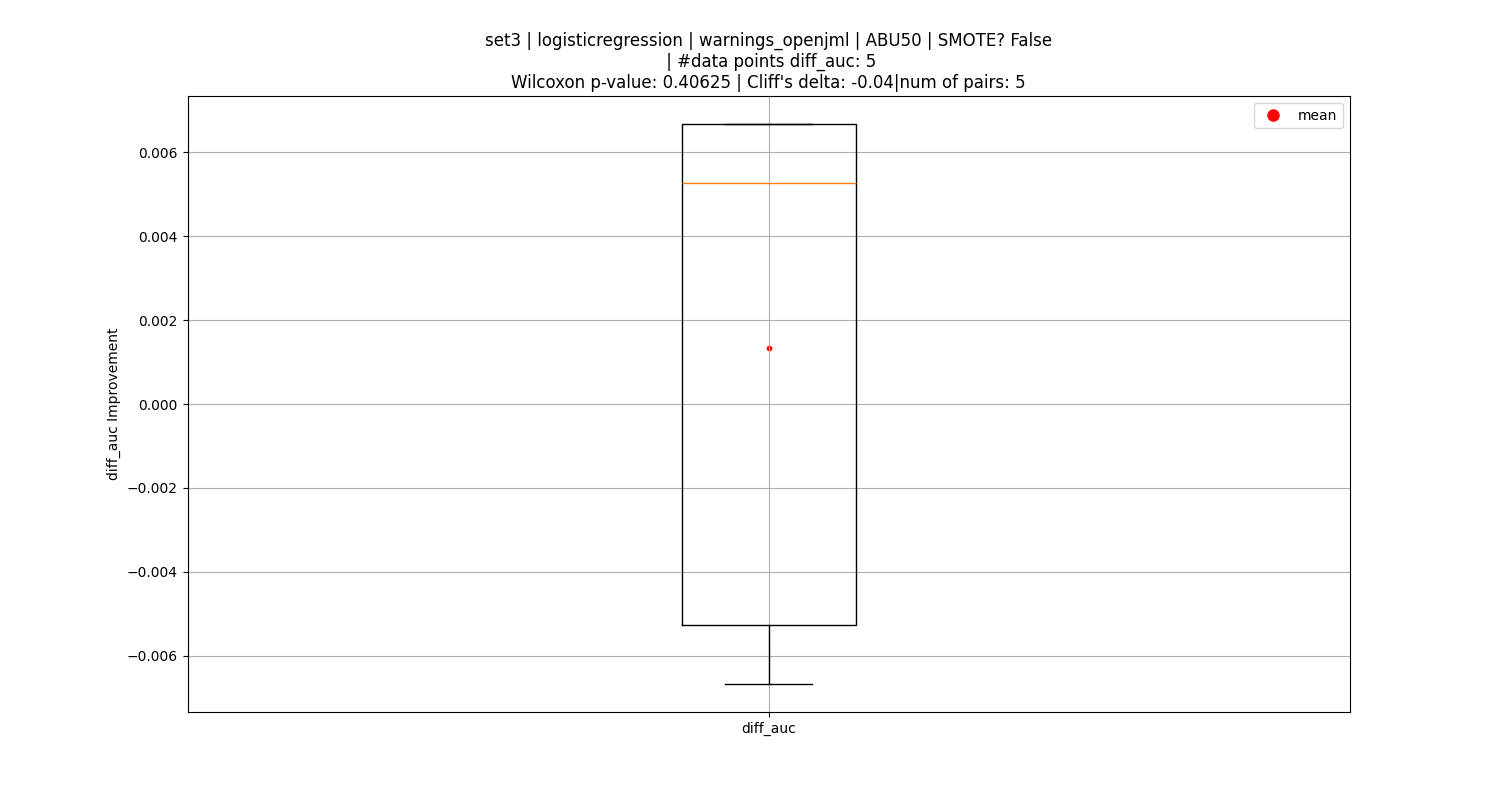 set3 | logisticregression | warnings_openjml | ABU50 | SMOTE? False
| #data points diff_auc: 5
Wilcoxon p-value: 0.40625 | Cliff's delta: -0.04|num of pairs: 5
mean
0.006
0.004
0.002
0.000
−0.002
−0.004
−0.006
diff_auc Improvement
diff_auc